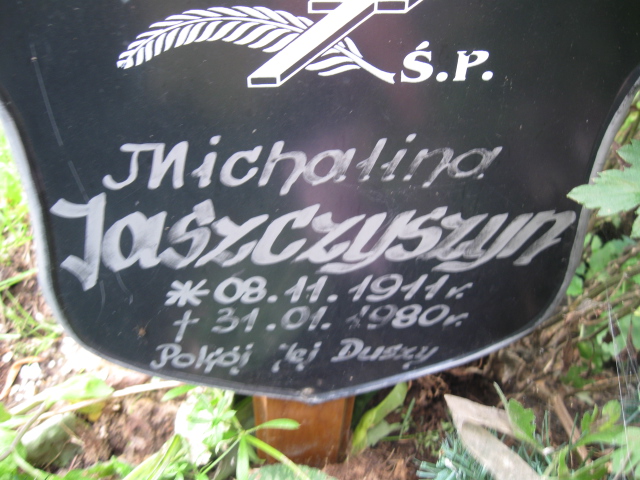 Ś.P.
Michalina
Jaszczyszyn
* 08.11.1911r.
† 31.01.1980r.
Pokój Jej Duszy